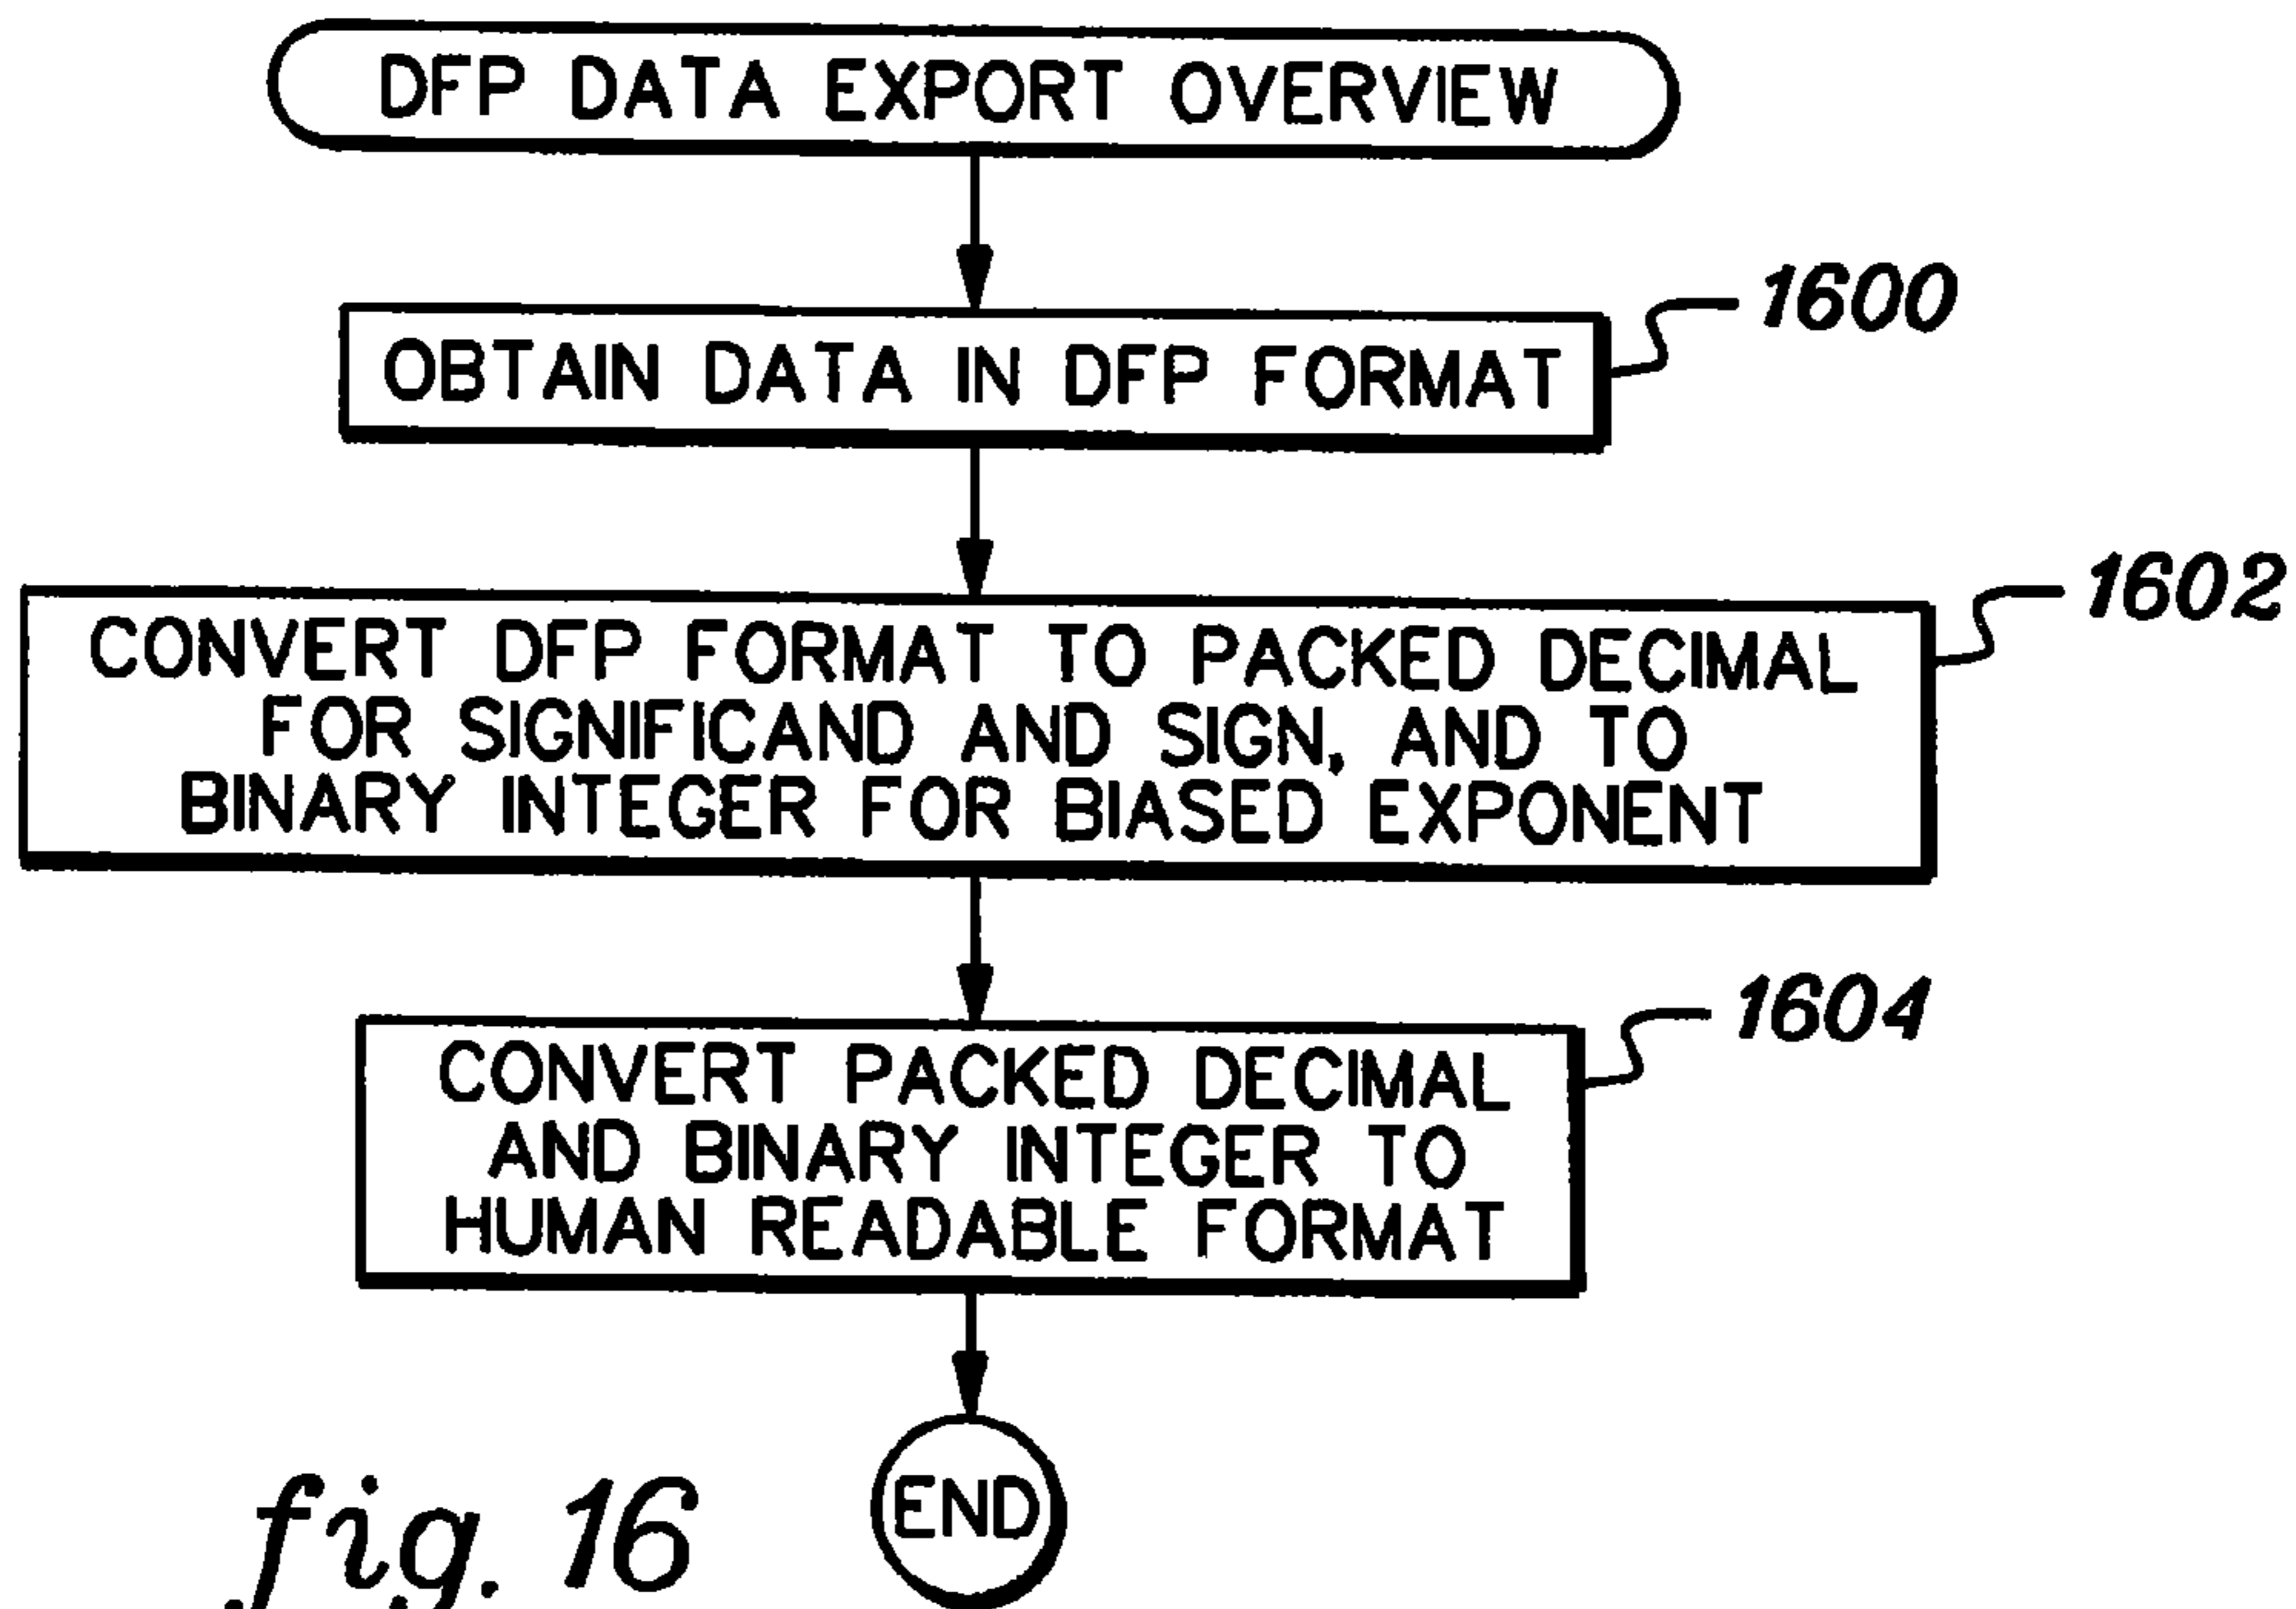 DFP DATA EXPORT OVERVIEW
1600
OBTAIN DATA IN DFP FORMAT
1602
CONVERT DFP FORMAT TO PACKED DECIMAL
FOR SIGNIFICAND AND SIGN, AND TO
BINARY INTEGER FOR BIASED EXPONENT
1604
CONVERT PACKED DECIMAL
AND BINARY INTEGER TO
HUMAN READABLE FORMAT
END
fig. 16